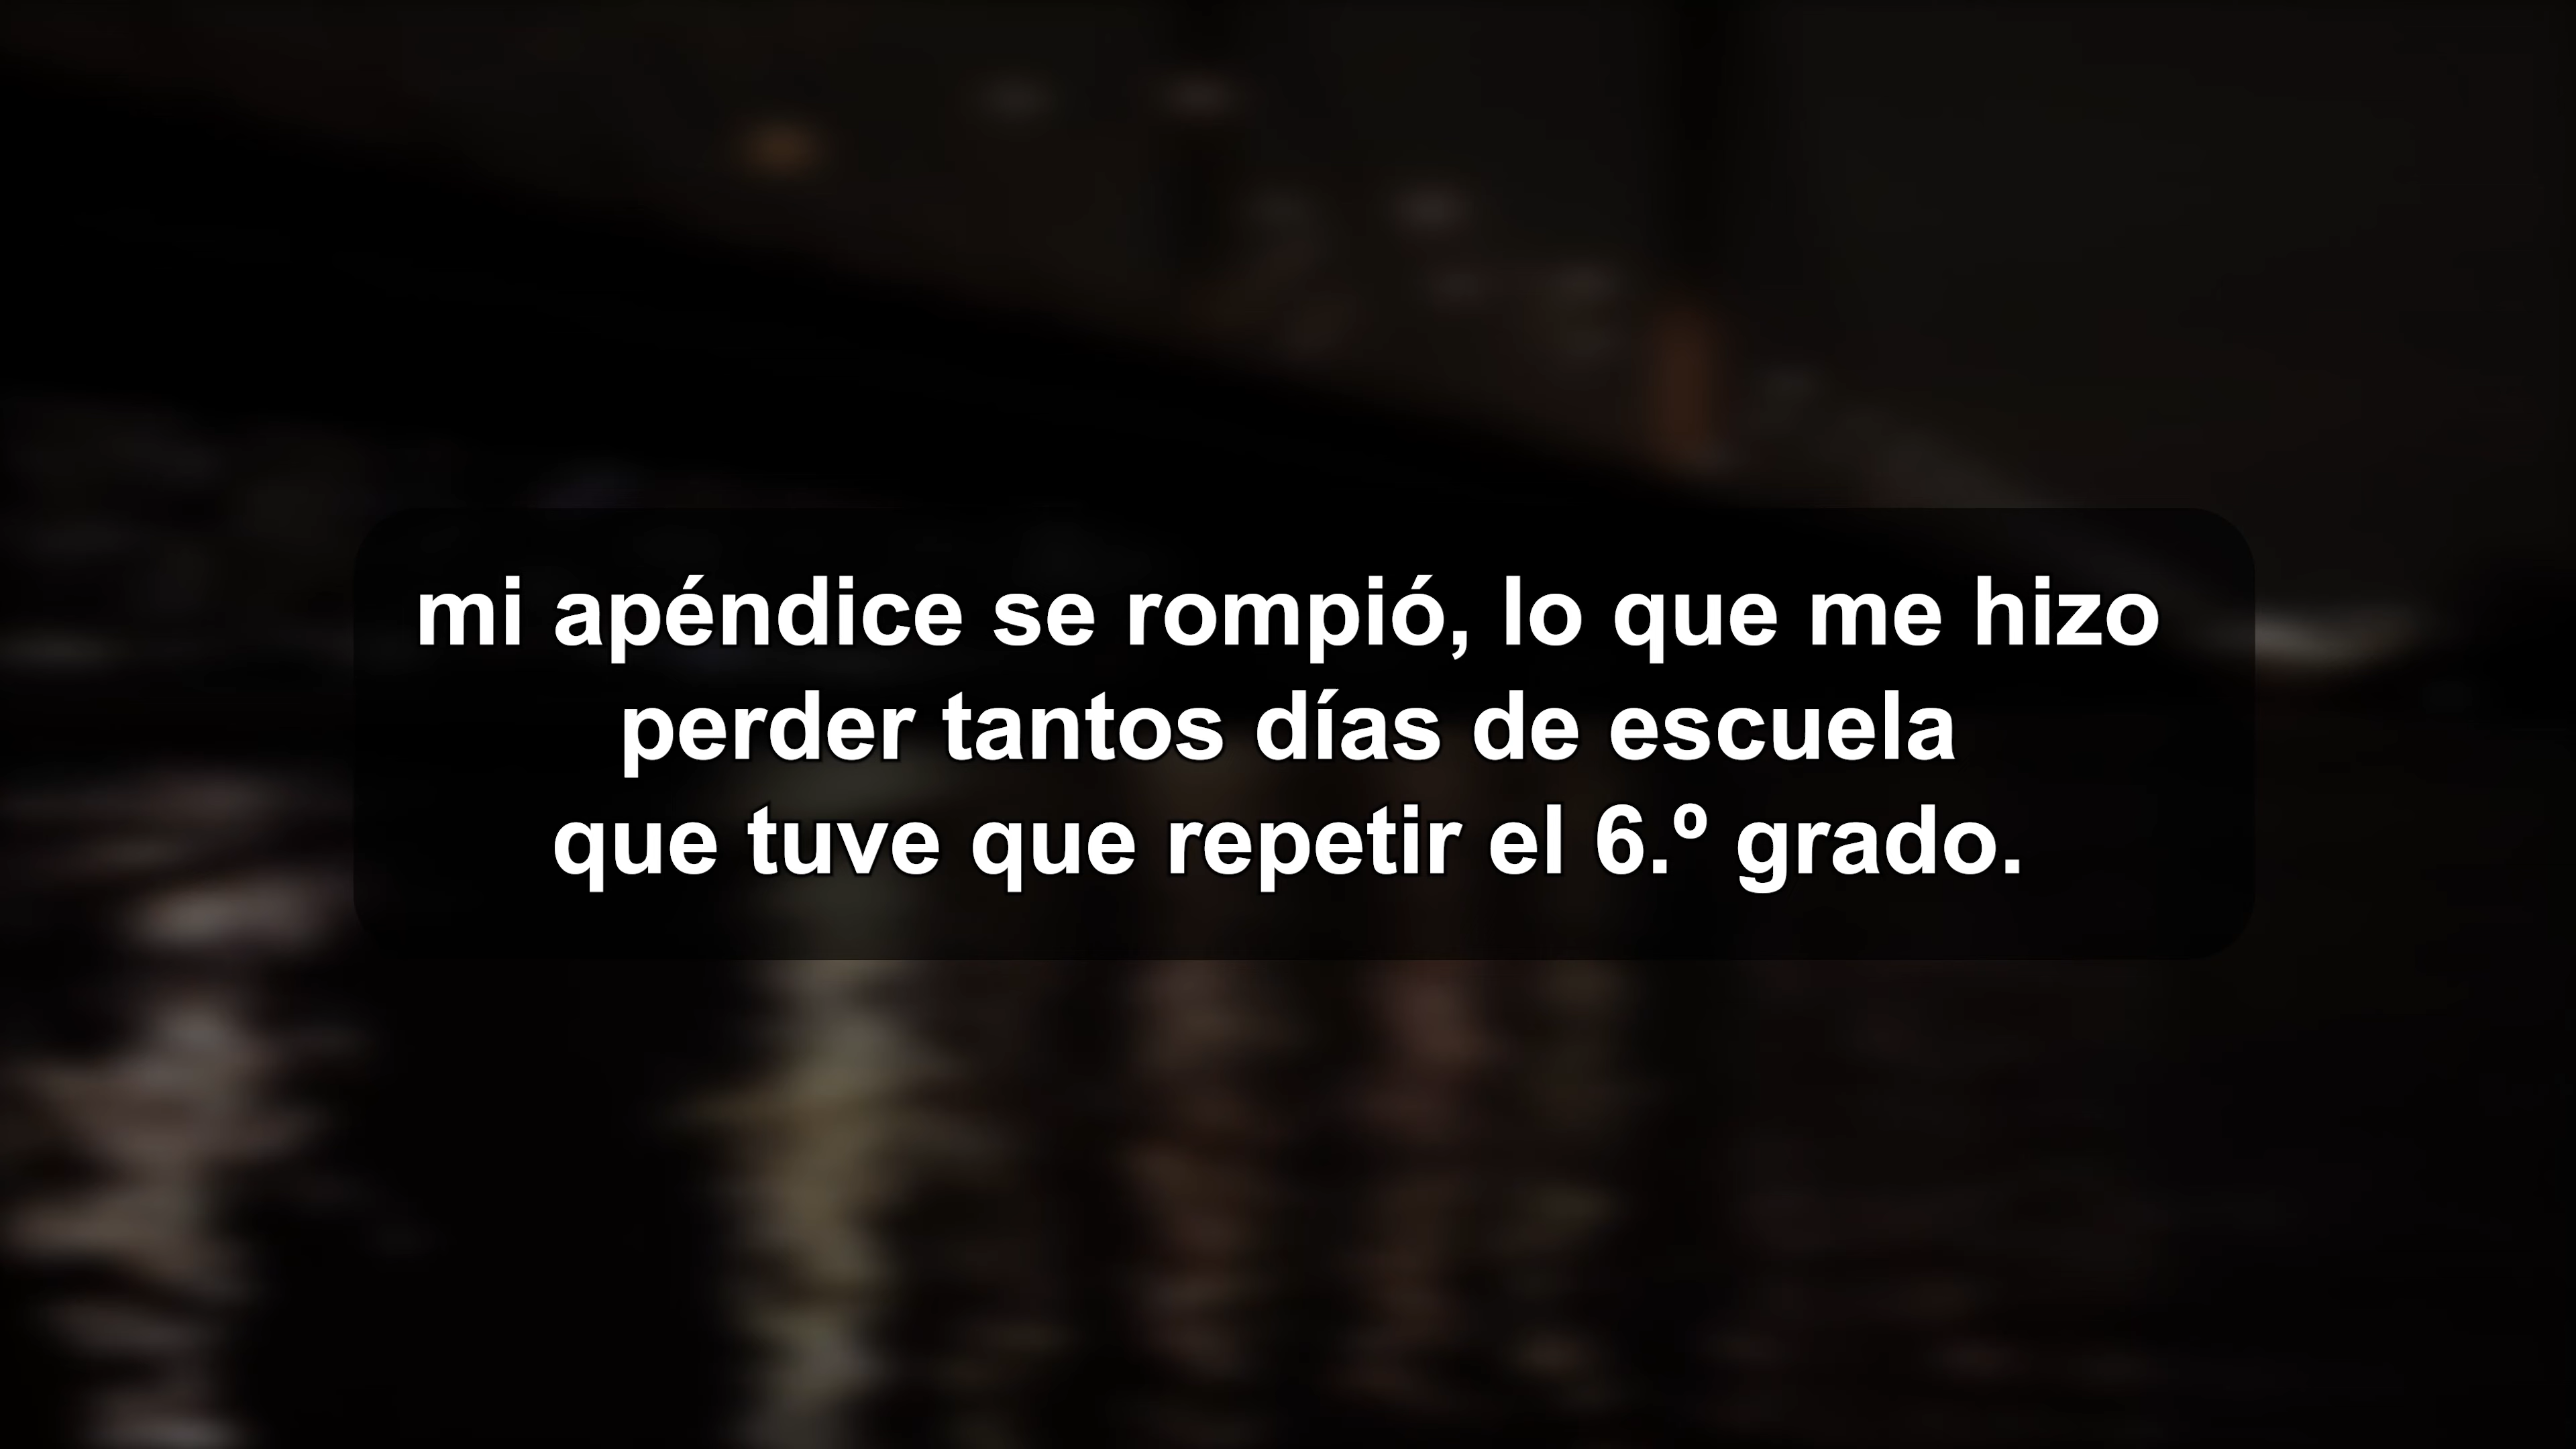 mi apéndice se rompió, lo que me hizo
perder tantos días de escuela
que tuve que repetir el 6.º grado.